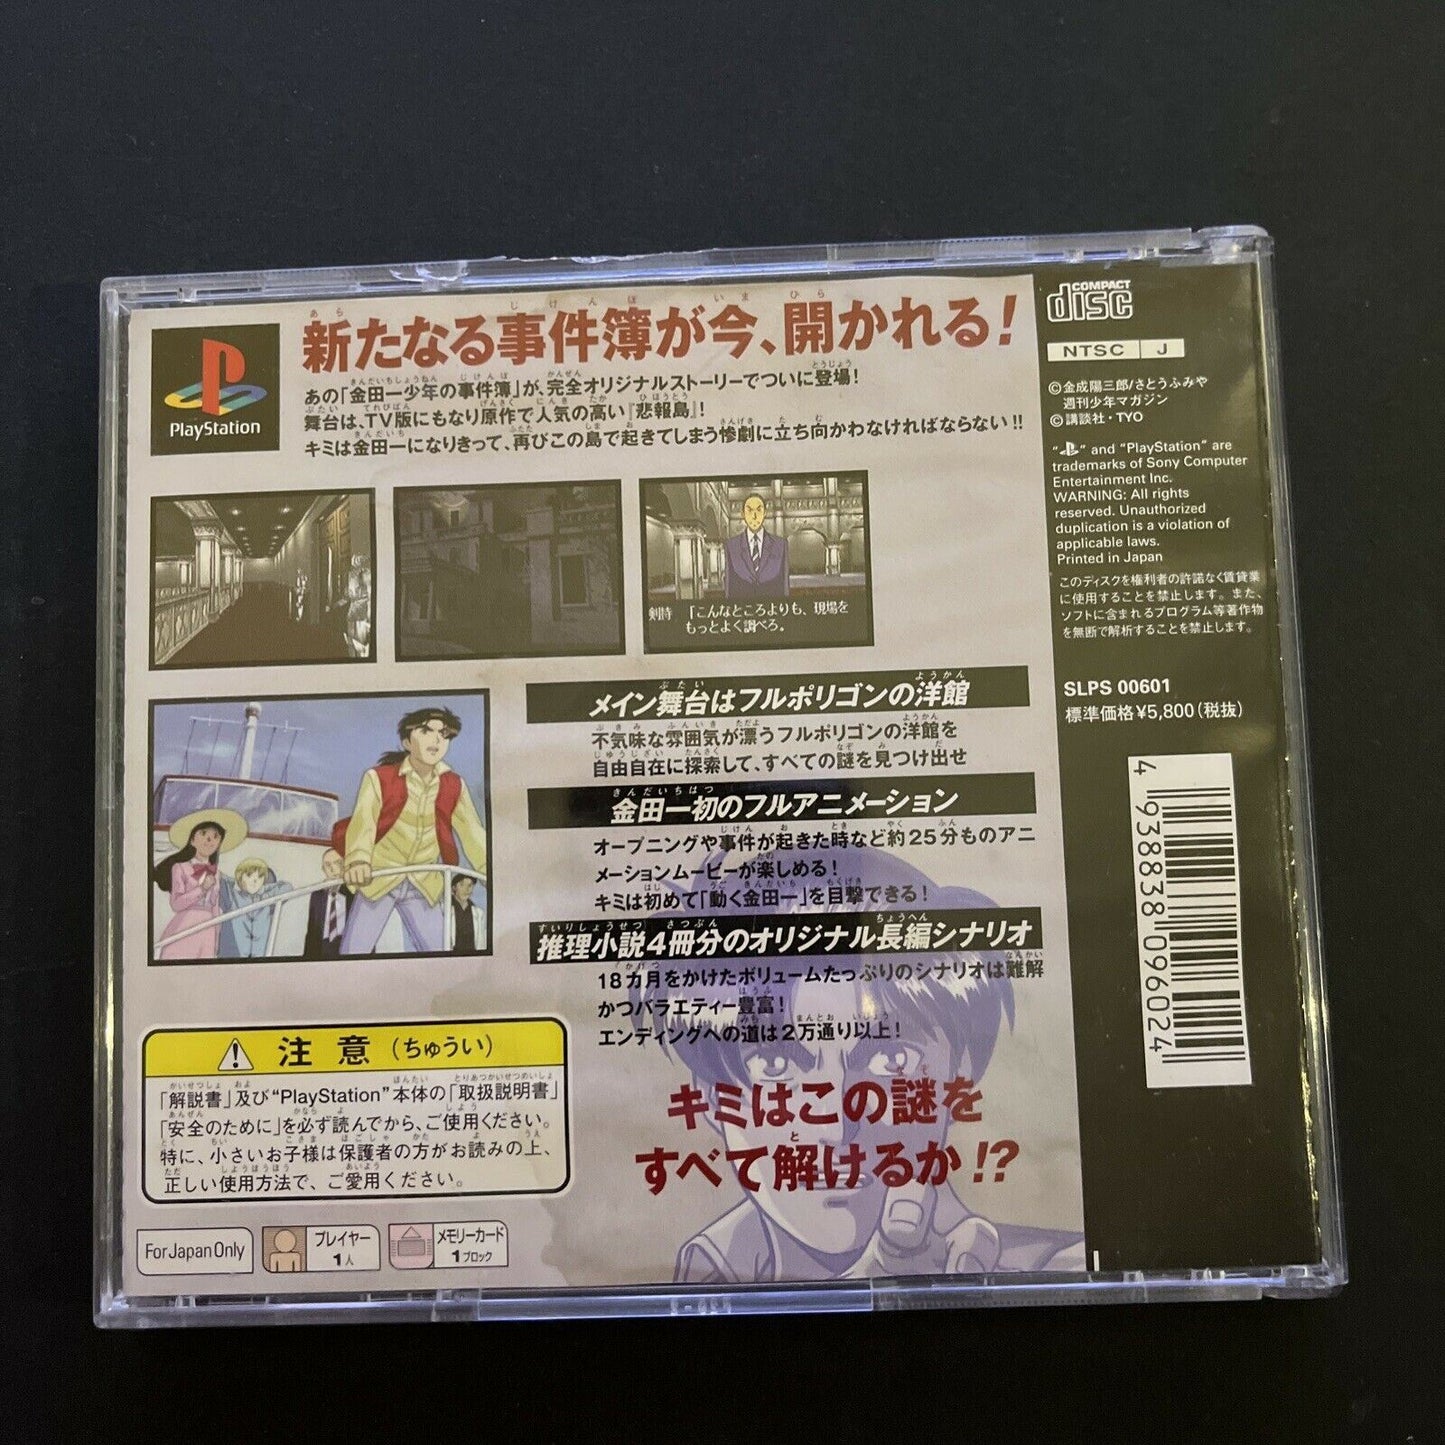 新たなる事件簿が今、開かれる!
あの「金田一少年の事件簿」が、完全オリジナルストーリーでついに登場!
舞台は、TV版にもなり原作で人気の高い『悲報島』!
キミは金田一になりきって、再びこの島で起きてしまう惨劇に立ち向かわなければならない!!
PlayStation
剣持 「こんなところよりも、現場を
もっとよく調べろ。
メイン舞台はフルポリゴンの洋館
不気味な雰囲気が漂うフルポリゴンの洋館を
自由自在に探索して、すべての謎を見つけ出せ
金田一初のフルアニメーション
オープニングや事件が起きた時など約25分ものアニ
メーションムービーが楽しめる!
キミは初めて「動く金田一」を目撃できる!
推理小説4冊分のオリジナル長編シナリオ
18カ月をかけたボリュームたっぷりのシナリオは難解
かつバラエティー豊富!
エンディングへの道は2万通り以上!
キミはこの謎を
すべて解けるか!?
注意(ちゅうい)
「解説書」及び“PlayStation”本体の「取扱説明書」
「安全のために」を必ず読んでから、ご使用ください。
特に、小さいお子様は保護者の方がお読みの上、
正しい使用方法で、ご愛用ください。
For Japan Only
プレイヤー
1人
メモリーカード
1ブロック
COMPACT
disc
NTSC J
©金成陽三郎/さとうふみや
週刊少年マガジン
©講談社・TYO
“ ” and “PlayStation” are
trademarks of Sony Computer
Entertainment Inc.
WARNING: All rights
reserved. Unauthorized
duplication is a violation of
applicable laws.
Printed in Japan
このディスクを権利者の許諾なく賃貸業
に使用することを禁止します。また、
ソフトに含まれるプログラム等著作物
を無断で解析することを禁止します。
SLPS 00601
標準価格¥5,800(税抜)
4 938838 096024